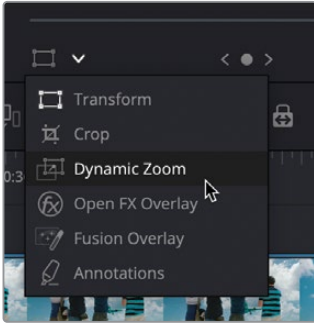 Transform
Crop
Dynamic Zoom
Open FX Overlay
Fusion Overlay
Annotations